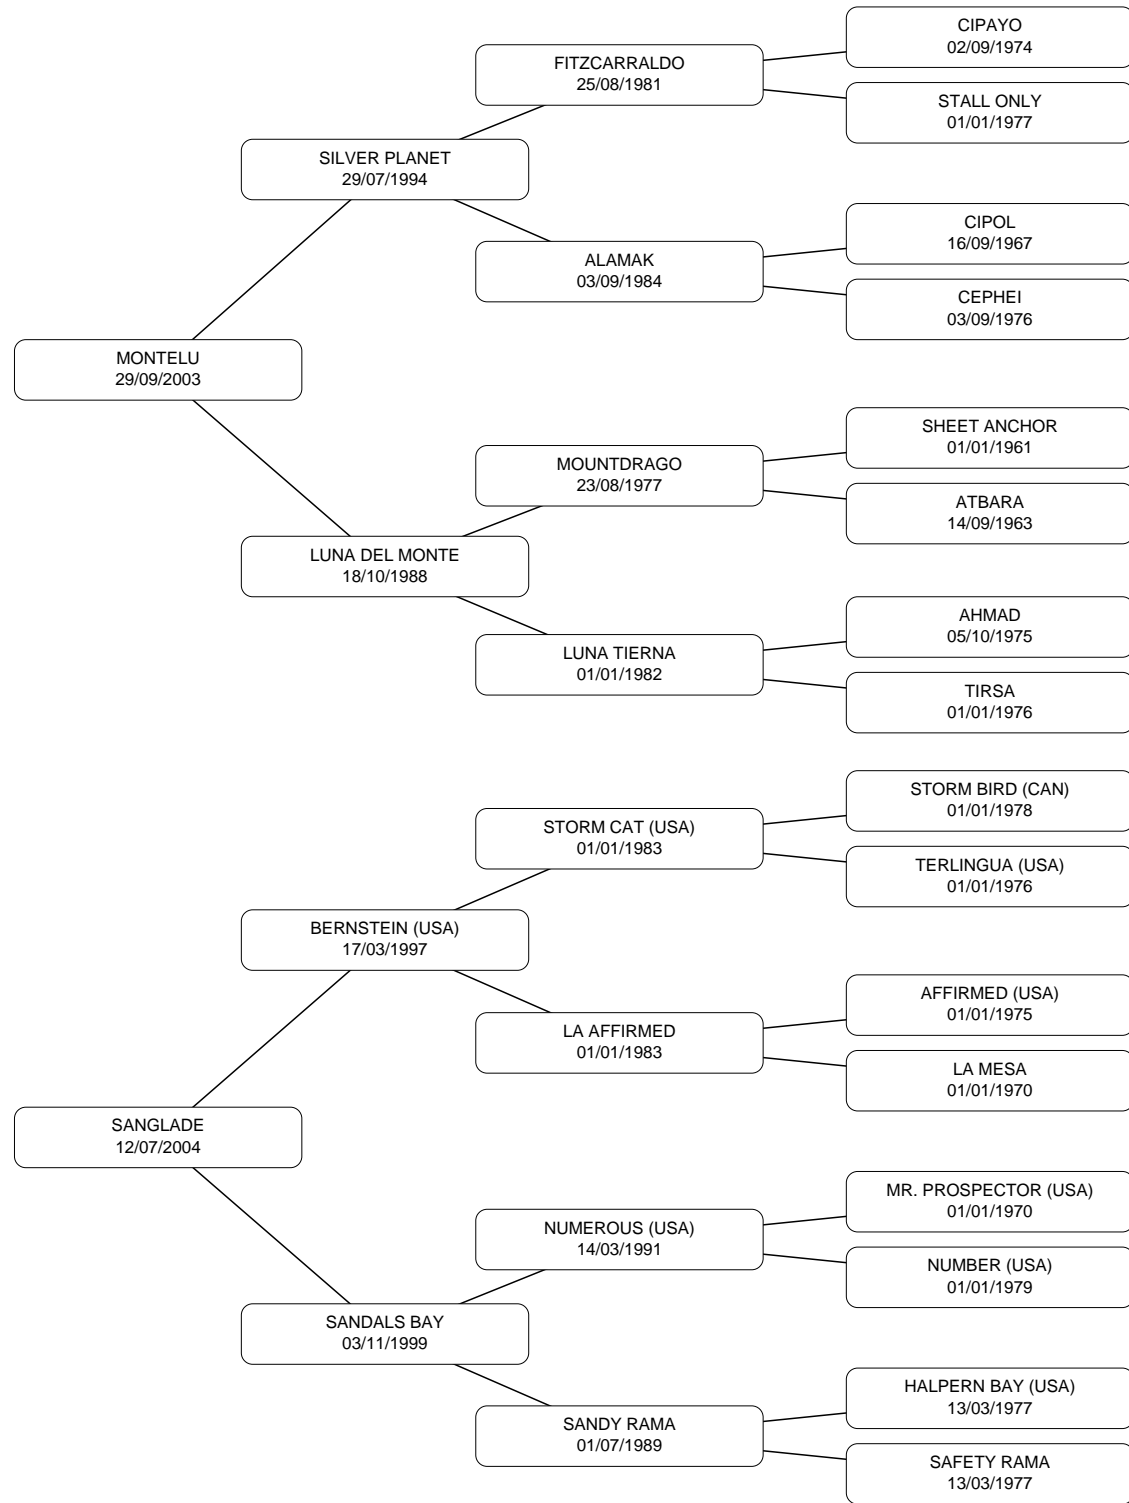 CIPAYO
02/09/1974
FITZCARRALDO
25/08/1981
STALL ONLY
01/01/1977
SILVER PLANET
29/07/1994
CIPOL
16/09/1967
ALAMAK
03/09/1984
CEPHEI
03/09/1976
MONTELU
29/09/2003
SHEET ANCHOR
01/01/1961
MOUNTDRAGO
23/08/1977
ATBARA
14/09/1963
LUNA DEL MONTE
18/10/1988
AHMAD
05/10/1975
LUNA TIERNA
01/01/1982
TIRSA
01/01/1976
STORM BIRD (CAN)
01/01/1978
STORM CAT (USA)
01/01/1983
TERLINGUA (USA)
01/01/1976
BERNSTEIN (USA)
17/03/1997
AFFIRMED (USA)
01/01/1975
LA AFFIRMED
01/01/1983
LA MESA
01/01/1970
SANGLADE
12/07/2004
MR. PROSPECTOR (USA)
01/01/1970
NUMEROUS (USA)
14/03/1991
NUMBER (USA)
01/01/1979
SANDALS BAY
03/11/1999
HALPERN BAY (USA)
13/03/1977
SANDY RAMA
01/07/1989
SAFETY RAMA
13/03/1977